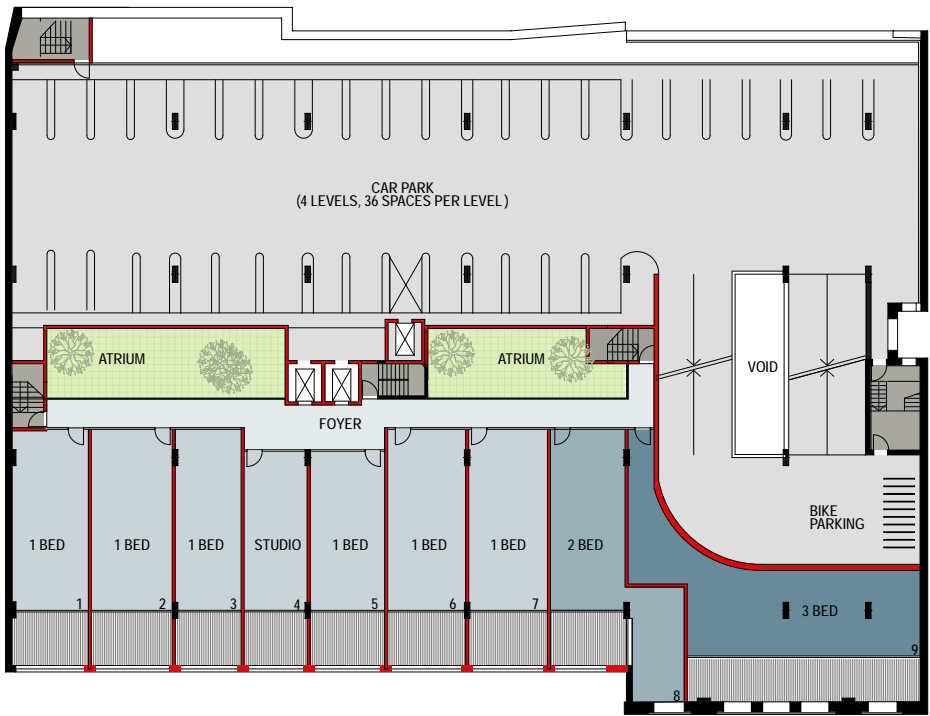 CAR PARK
(4 LEVELS, 36 SPACES PER LEVEL)
ATRIUM
ATRIUM
VOID
FOYER
BIKE
PARKING
1 BED
1 BED
1 BED
STUDIO
1 BED
1 BED
1 BED
2 BED
3 BED
1
2
3
4
5
6
7
8
9